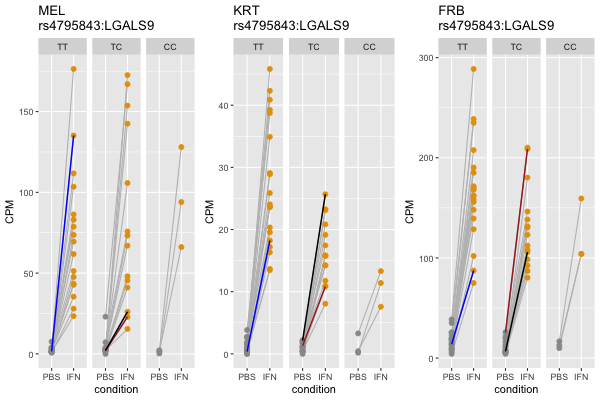 MEL
rs4795843:LGALS9
TT TC CC
CPM
150
100
50
0
PBS IFN PBS IFN PBS IFN
condition
KRT
rs4795843:LGALS9
TT TC CC
CPM
40
30
20
10
0
PBS IFN PBS IFN PBS IFN
condition
FRB
rs4795843:LGALS9
TT TC CC
CPM
300
200
100
0
PBS IFN PBS IFN PBS IFN
condition